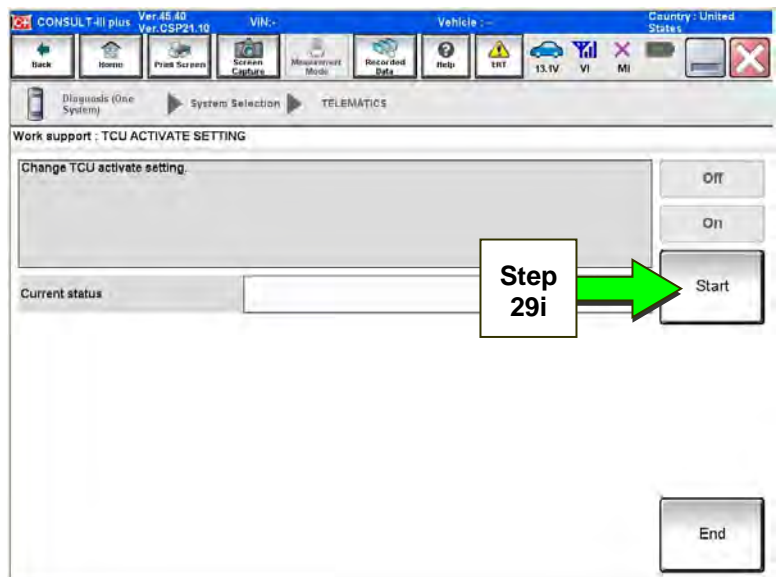 CONSULT-III plus Ver.45.40 Ver.CSP21.10 VIN:- Vehicle :- Country : United States
Back Home Print Screen Screen Capture Measurement Mode Recorded Data Help ERT 13.1V VI MI
Diagnosis (One System) System Selection TELEMATICS
Work support : TCU ACTIVATE SETTING
Change TCU activate setting.
Off
On
Step 29i
Start
Current status
End